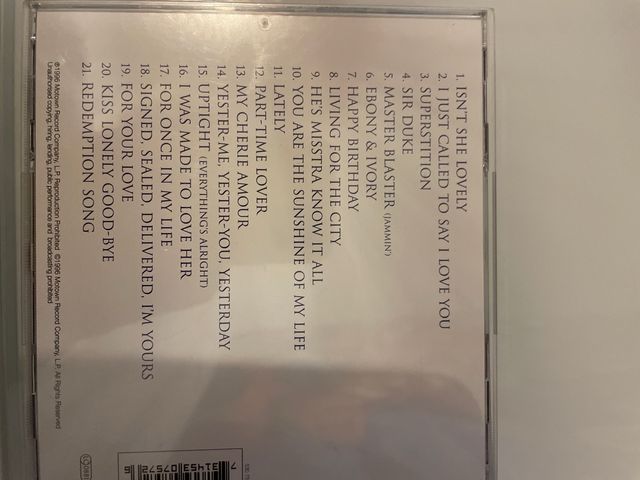 1. ISN'T SHE LOVELY
2. I JUST CALLED TO SAY I LOVE YOU
3. SUPERSTITION
4. SIR DUKE
5. MASTER BLASTER (JAMMIN')
6. EBONY & IVORY
7. HAPPY BIRTHDAY
8. LIVING FOR THE CITY
9. HE'S MISSTRA KNOW IT ALL
10. YOU ARE THE SUNSHINE OF MY LIFE
11. LATELY
12. PART-TIME LOVER
13. MY CHERIE AMOUR
14. YESTER-ME, YESTER-YOU, YESTERDAY
15. UPTIGHT (EVERYTHING'S ALRIGHT)
16. I WAS MADE TO LOVE HER
17. FOR ONCE IN MY LIFE
18. SIGNED, SEALED, DELIVERED, I'M YOURS
19. FOR YOUR LOVE
20. KISS LONELY GOOD-BYE
21. REDEMPTION SONG
℗1996 Motown Record Company, L.P. Reproduction Prohibited ©1996 Motown Record Company, L.P. All Rights Reserved
Unauthorised copying, hiring, lending, public performance and broadcasting prohibited
7 31453 07572 6